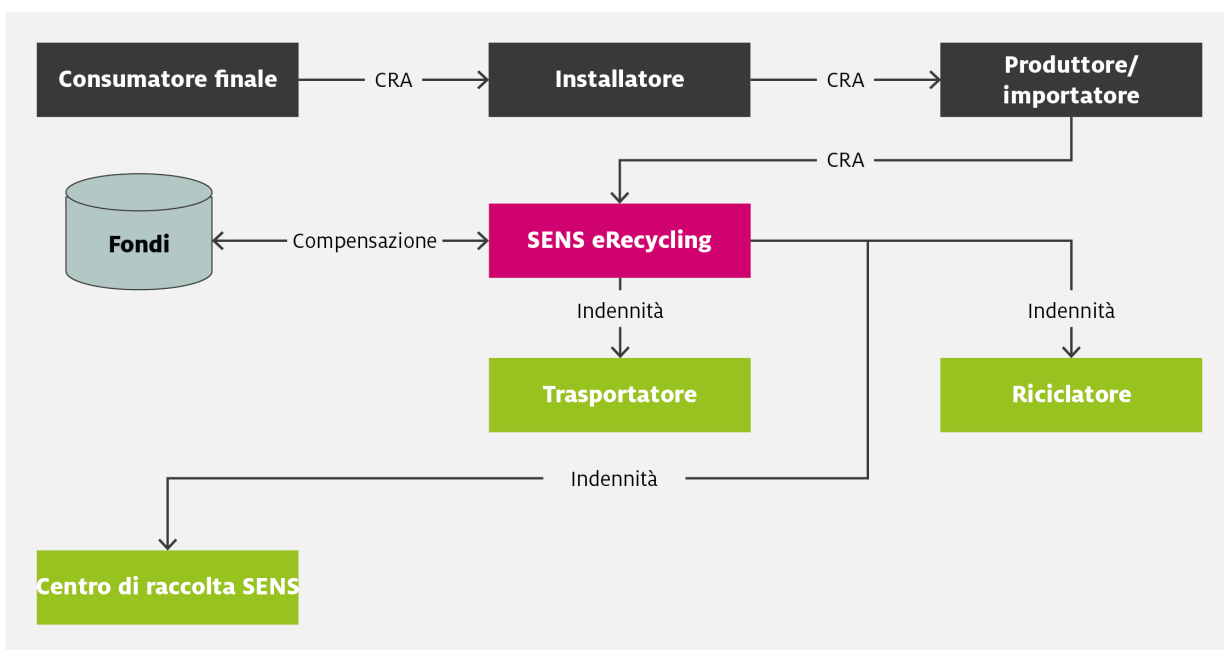 Consumatore finale
CRA
Installatore
CRA
Produttore/
importatore
CRA
Fondi
Compensazione
SENS eRecycling
Indennità
Indennità
Trasportatore
Riciclatore
Indennità
Centro di raccolta SENS